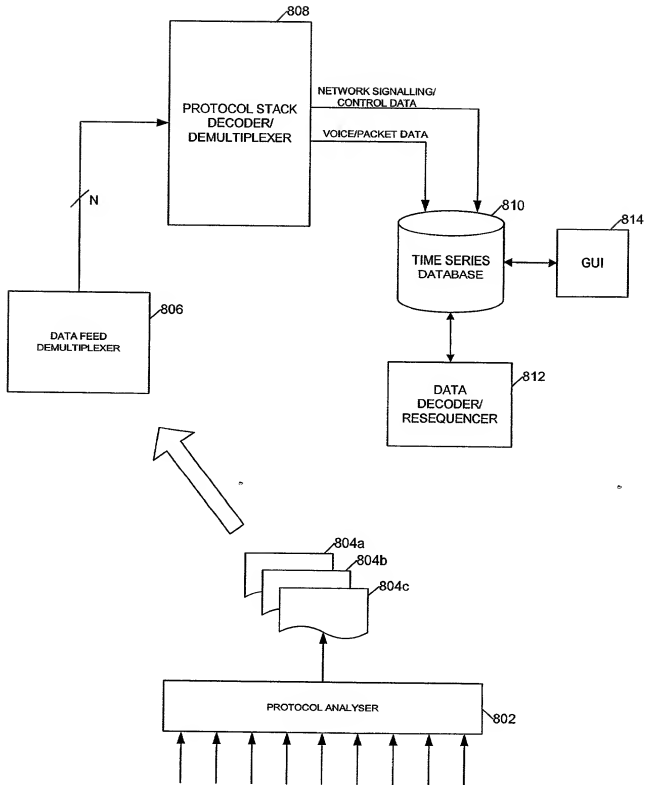 808
PROTOCOL STACK
DECODER/
DEMULTIPLEXER
NETWORK SIGNALLING/
CONTROL DATA
VOICE/PACKET DATA
N
810
TIME SERIES
DATABASE
814
GUI
806
DATA FEED
DEMULTIPLEXER
812
DATA
DECODER/
RESEQUENCER
804a
804b
804c
PROTOCOL ANALYSER
802